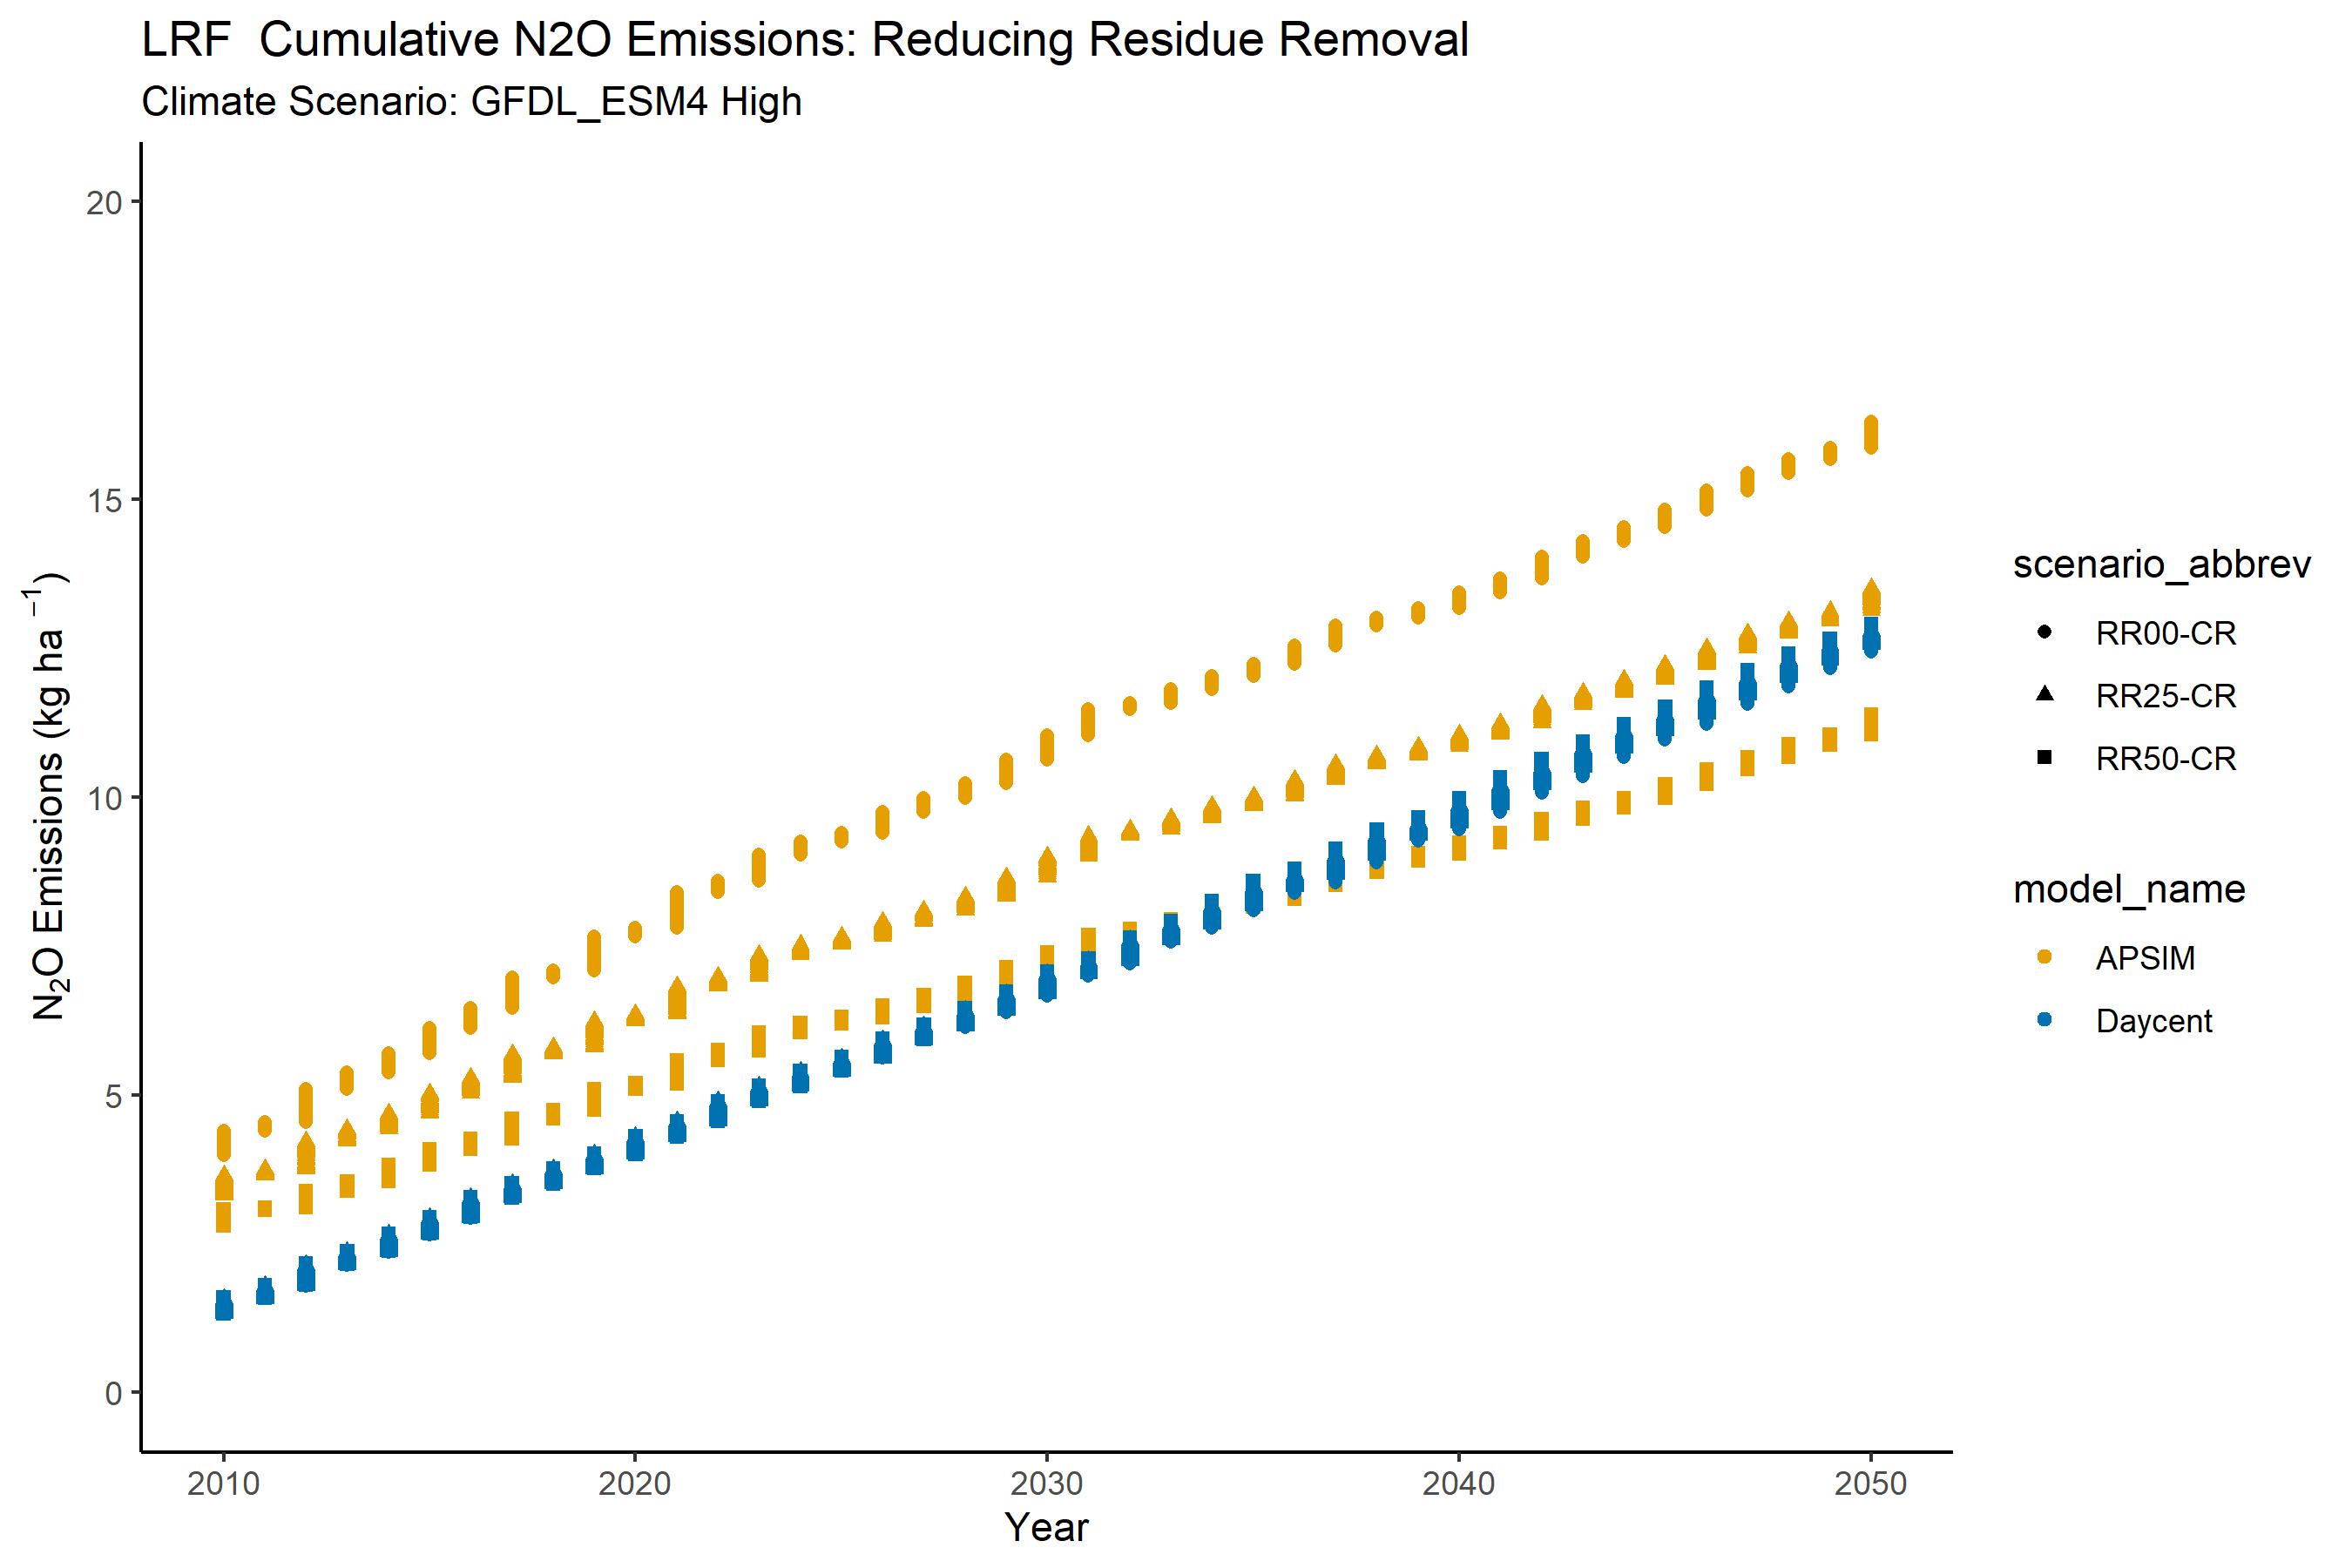 LRF  Cumulative N2O Emissions: Reducing Residue Removal
Climate Scenario: GFDL_ESM4 High
N₂O Emissions (kg ha ⁻¹)
20
15
10
5
0
2010 2020 2030 2040 2050
Year
scenario_abbrev
RR00-CR
RR25-CR
RR50-CR
model_name
APSIM
Daycent